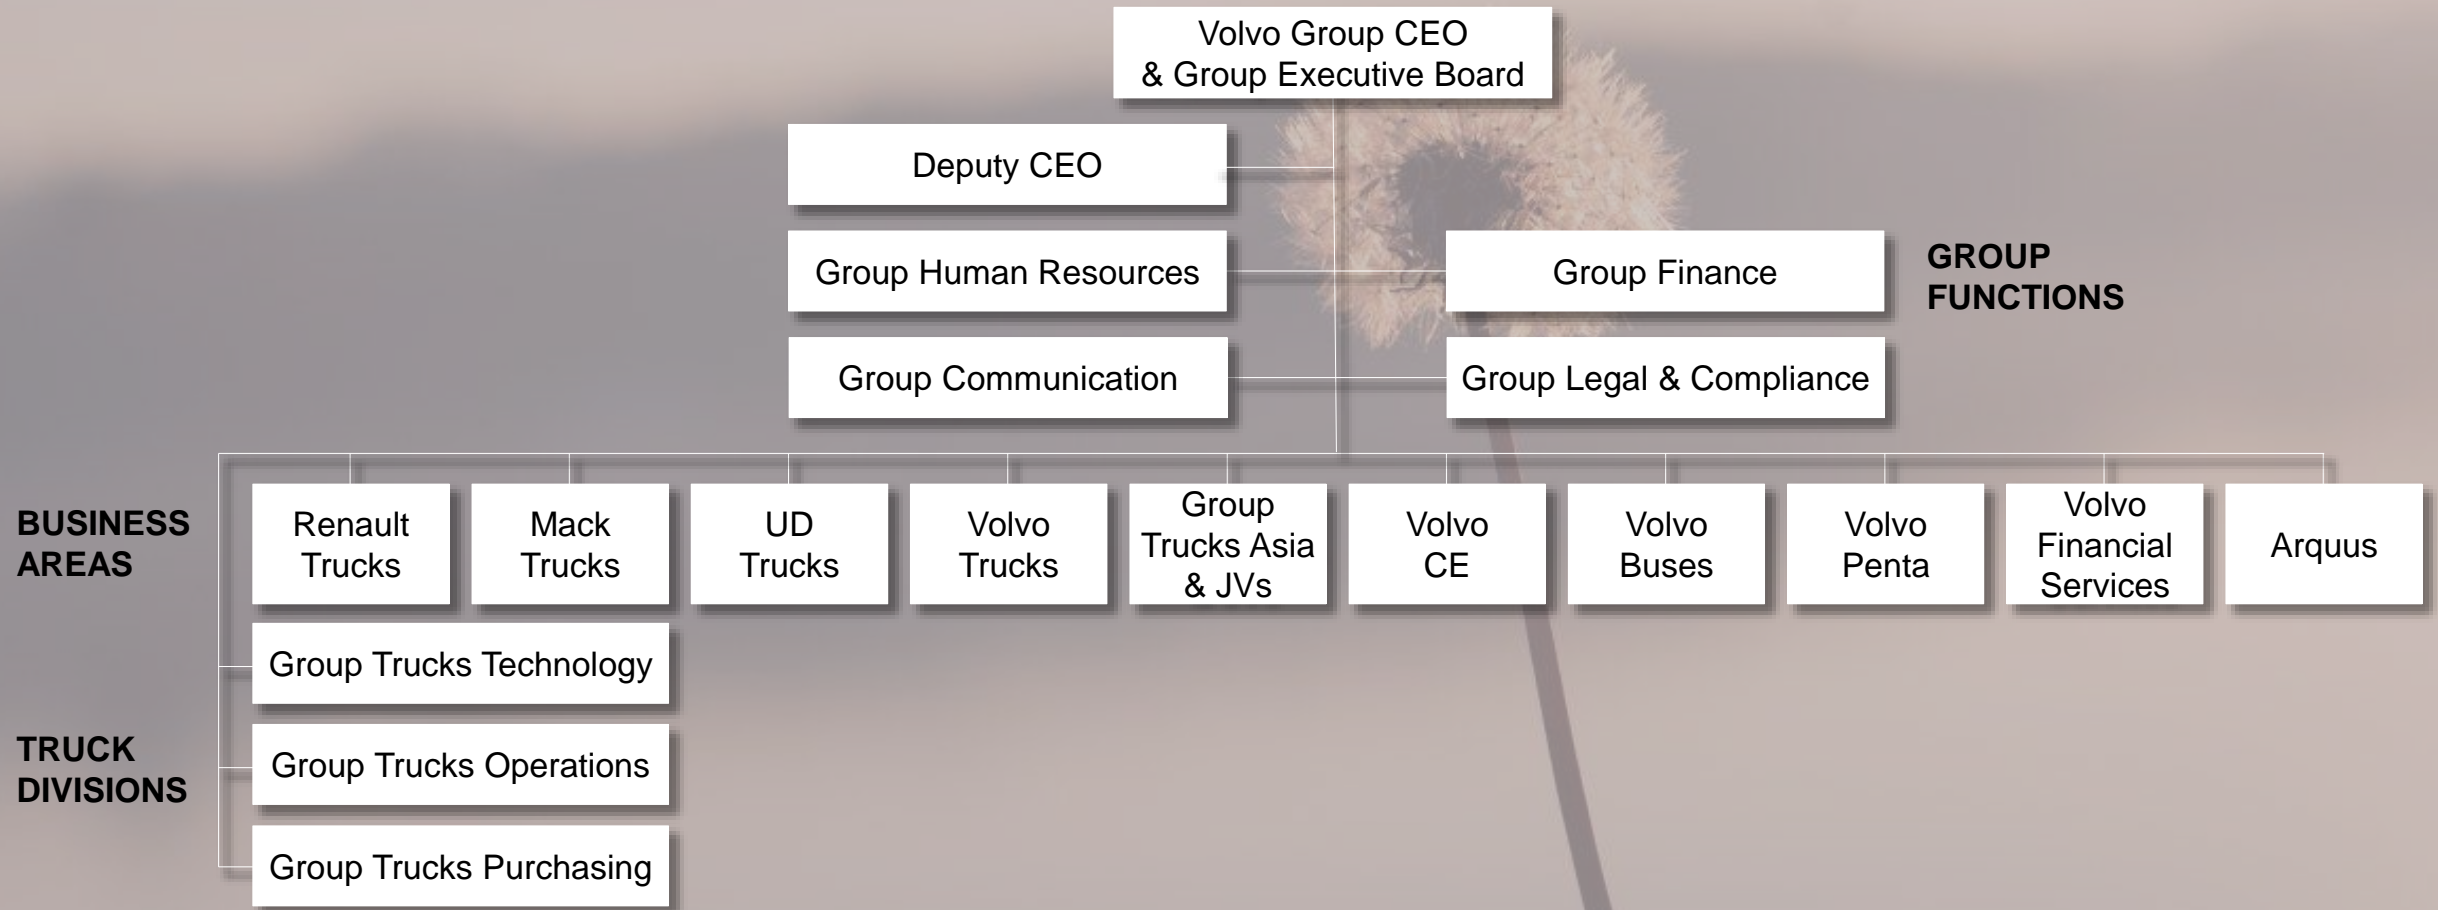 Volvo Group CEO
& Group Executive Board
Deputy CEO
Group Human Resources
Group Finance
GROUP
FUNCTIONS
Group Communication
Group Legal & Compliance
BUSINESS
AREAS
Renault
Trucks
Mack
Trucks
UD
Trucks
Volvo
Trucks
Group
Trucks Asia
& JVs
Volvo
CE
Volvo
Buses
Volvo
Penta
Volvo
Financial
Services
Arquus
TRUCK
DIVISIONS
Group Trucks Technology
Group Trucks Operations
Group Trucks Purchasing